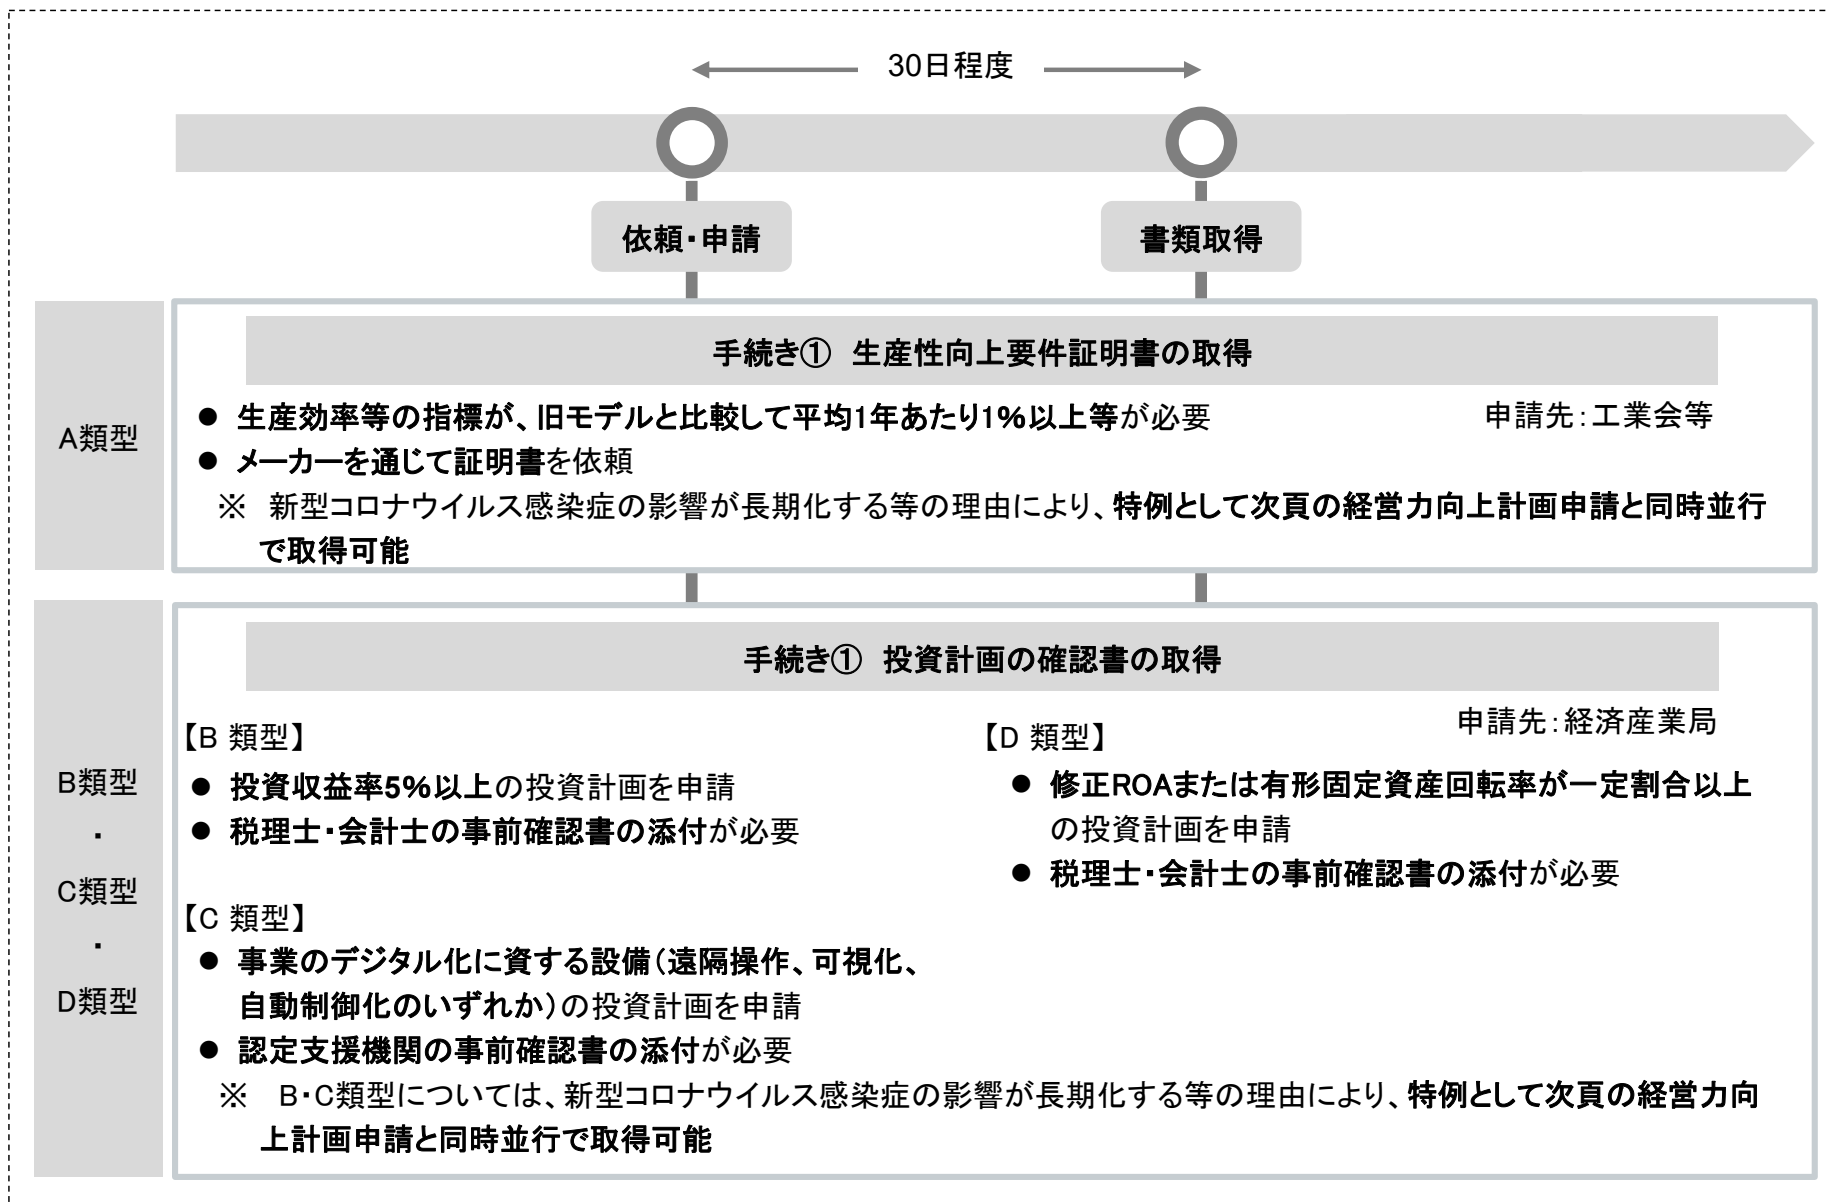 30日程度
依頼・申請
書類取得
A類型
手続き①　生産性向上要件証明書の取得
● 生産効率等の指標が、旧モデルと比較して平均1年あたり1%以上等が必要
申請先：工業会等
● メーカーを通じて証明書を依頼
※　新型コロナウイルス感染症の影響が長期化する等の理由により、特例として次頁の経営力向上計画申請と同時並行
で取得可能
B類型
・
C類型
・
D類型
手続き①　投資計画の確認書の取得
申請先：経済産業局
【B 類型】
● 投資収益率5%以上の投資計画を申請
● 税理士・会計士の事前確認書の添付が必要
【C 類型】
● 事業のデジタル化に資する設備（遠隔操作、可視化、
自動制御化のいずれか）の投資計画を申請
● 認定支援機関の事前確認書の添付が必要
【D 類型】
● 修正ROAまたは有形固定資産回転率が一定割合以上
の投資計画を申請
● 税理士・会計士の事前確認書の添付が必要
※　B・C類型については、新型コロナウイルス感染症の影響が長期化する等の理由により、特例として次頁の経営力向
上計画申請と同時並行で取得可能